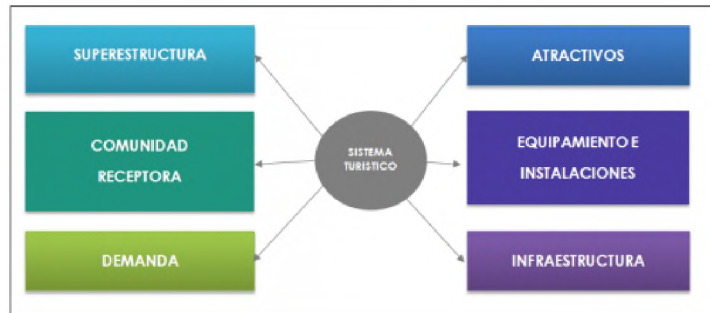 SUPERESTRUCTURA
COMUNIDAD
RECEPTORA
DEMANDA
SISTEMA
TURISTICO
ATRACTIVOS
EQUIPAMIENTO E
INSTALACIONES
INFRAESTRUCTURA